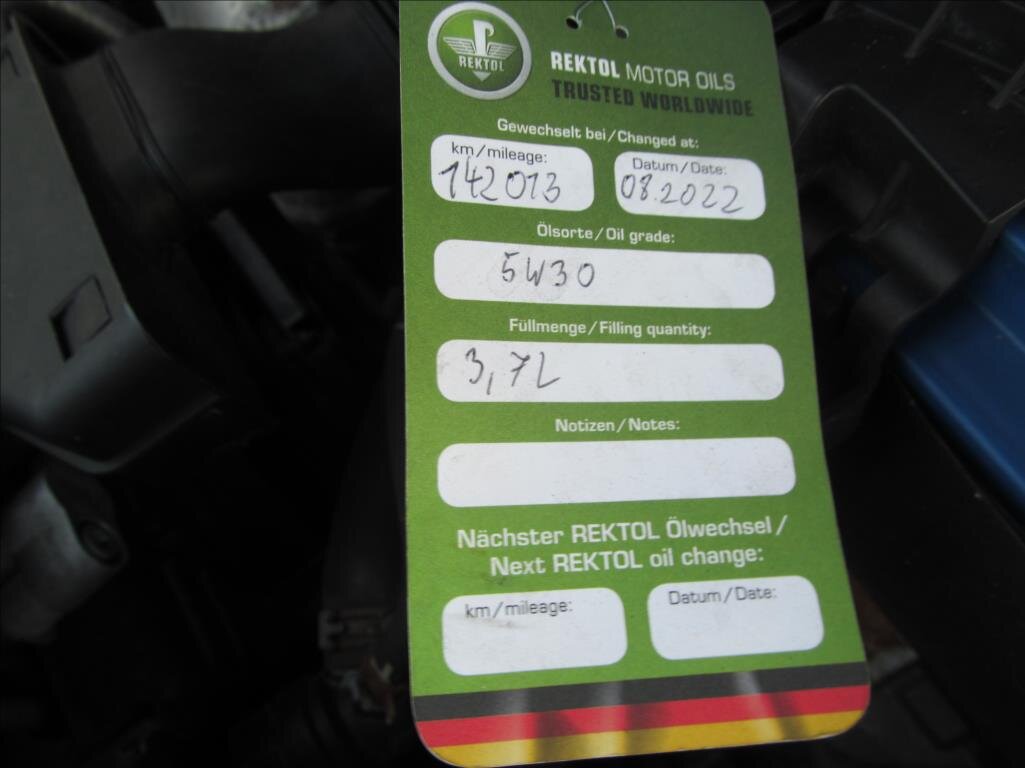 P
REKTOL
REKTOL MOTOR OILS
TRUSTED WORLDWIDE
Gewechselt bei/Changed at:
km/mileage: Datum/Date:
142013 08.2022
Ölsorte/Oil grade:
5W30
Füllmenge/Filling quantity:
3,7L
Notizen/Notes:
Nächster REKTOL Ölwechsel/
Next REKTOL oil change:
km/mileage: Datum/Date: